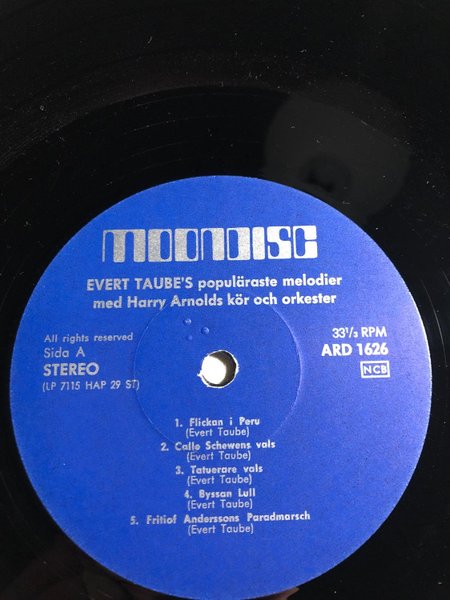 MOONDISC
EVERT TAUBE'S populäraste melodier
med Harry Arnolds kör och orkester
All rights reserved
Sida A
STEREO
(LP 7115 HAP 29 ST)
33 1/3 RPM
ARD 1626
NCB
1. Flickan i Peru
(Evert Taube)
2. Calle Schewens vals
(Evert Taube)
3. Tatuerare vals
(Evert Taube)
4. Byssan Lull
(Evert Taube)
5. Fritiof Anderssons Paradmarsch
(Evert Taube)